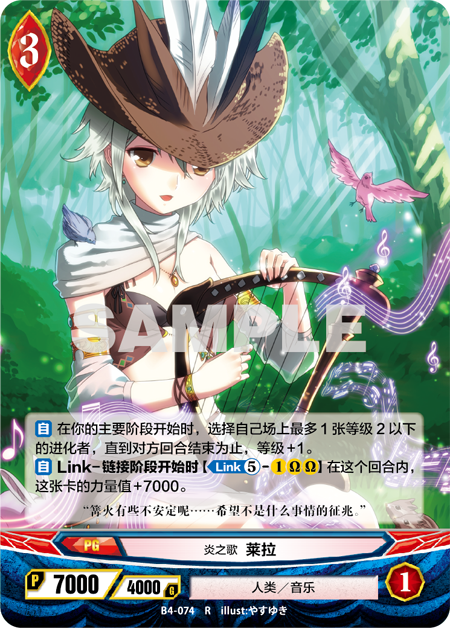 3
SAMPLE
自 在你的主要阶段开始时，选择自己场上最多1张等级2以下
的进化者，直到对方回合结束为止，等级+1。
自 Link-链接阶段开始时【Link⑤-1ΩΩ】在这个回合内，
这张卡的力量值+7000。
“篝火有些不安定呢……希望不是什么事情的征兆。”
PG 炎之歌 莱拉
P 7000 4000 G 人类／音乐 1
B4-074 R illust:やすゆき